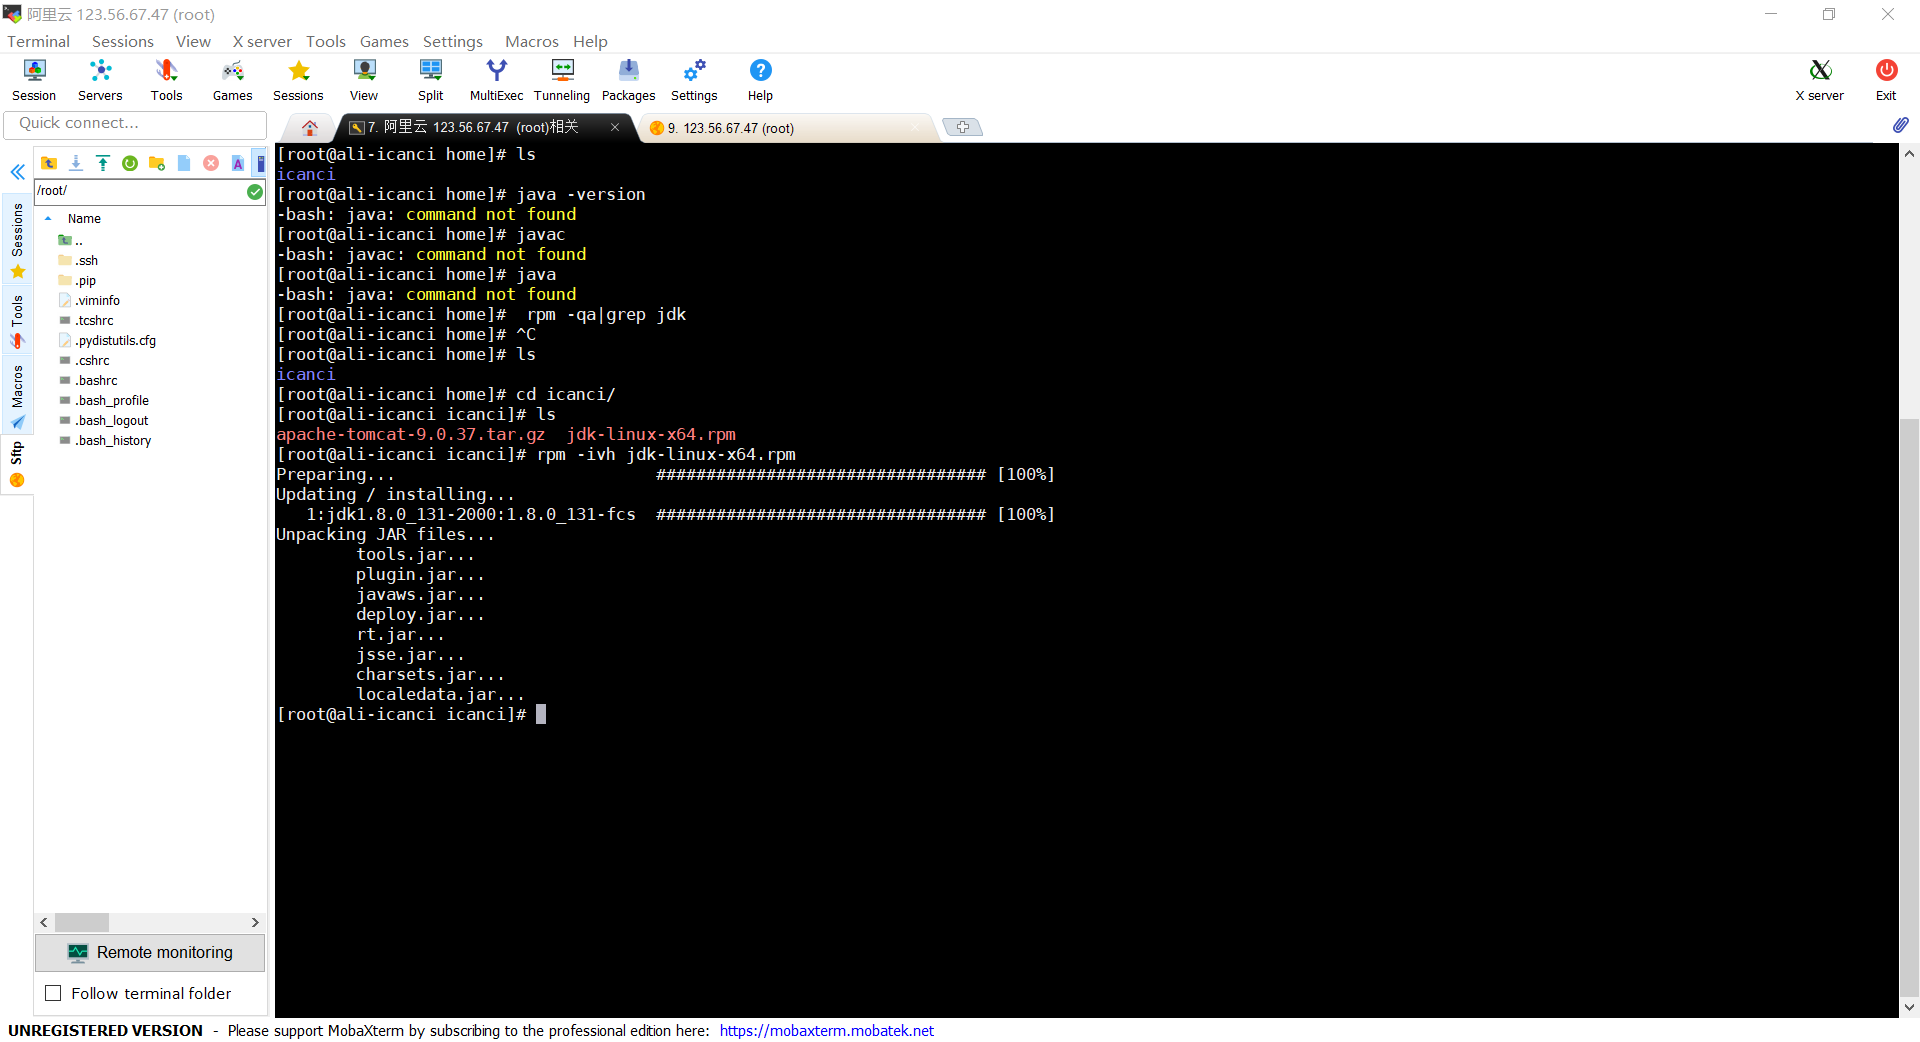 阿里云 123.56.67.47 (root)
Terminal Sessions View X server Tools Games Settings Macros Help
Session Servers Tools Games Sessions View Split MultiExec Tunneling Packages Settings Help X server Exit
Quick connect...
7. 阿里云 123.56.67.47 (root)相关
9. 123.56.67.47 (root)
/root/
Name
..
.ssh
.pip
.viminfo
.tcshrc
.pydistutils.cfg
.cshrc
.bashrc
.bash_profile
.bash_logout
.bash_history
Sessions
Tools
Macros
Sftp
Remote monitoring
Follow terminal folder
[root@ali-icanci home]# ls
icanci
[root@ali-icanci home]# java -version
-bash: java: command not found
[root@ali-icanci home]# javac
-bash: javac: command not found
[root@ali-icanci home]# java
-bash: java: command not found
[root@ali-icanci home]#  rpm -qa|grep jdk
[root@ali-icanci home]# ^C
[root@ali-icanci home]# ls
icanci
[root@ali-icanci home]# cd icanci/
[root@ali-icanci icanci]# ls
apache-tomcat-9.0.37.tar.gz  jdk-linux-x64.rpm
[root@ali-icanci icanci]# rpm -ivh jdk-linux-x64.rpm
Preparing...                          ################################# [100%]
Updating / installing...
   1:jdk1.8.0_131-2000:1.8.0_131-fcs  ################################# [100%]
Unpacking JAR files...
        tools.jar...
        plugin.jar...
        javaws.jar...
        deploy.jar...
        rt.jar...
        jsse.jar...
        charsets.jar...
        localedata.jar...
[root@ali-icanci icanci]#
UNREGISTERED VERSION - Please support MobaXterm by subscribing to the professional edition here: https://mobaxterm.mobatek.net